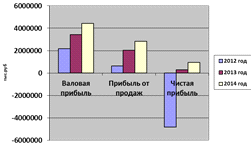 6000000
4000000
2000000
0
-2000000
-4000000
-6000000
тыс.руб
Валовая прибыль
Прибыль от продаж
Чистая прибыль
2012 год
2013 год
2014 год